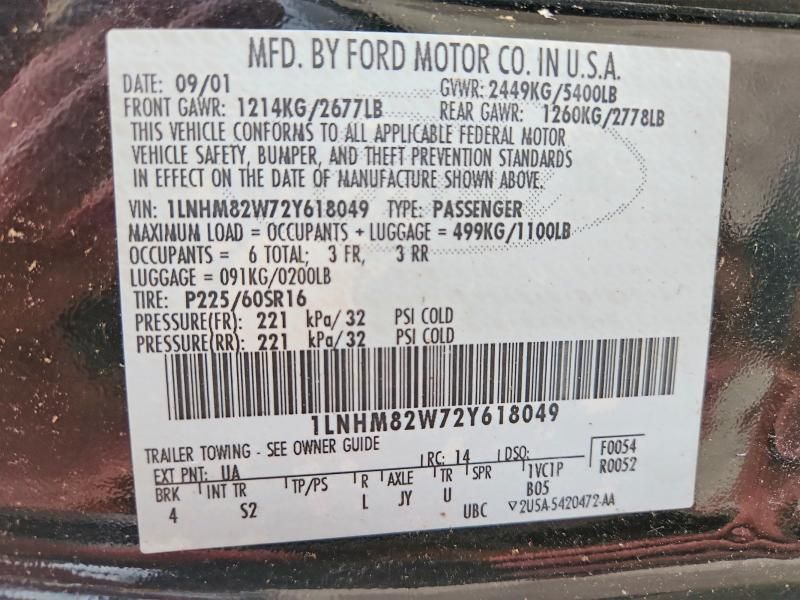 MFD. BY FORD MOTOR CO. IN U.S.A.
DATE: 09/01 GVWR: 2449KG/5400LB
FRONT GAWR: 1214KG/2677LB REAR GAWR: 1260KG/2778LB
THIS VEHICLE CONFORMS TO ALL APPLICABLE FEDERAL MOTOR
VEHICLE SAFETY, BUMPER, AND THEFT PREVENTION STANDARDS
IN EFFECT ON THE DATE OF MANUFACTURE SHOWN ABOVE.
VIN: 1LNHM82W72Y618049 TYPE: PASSENGER
MAXIMUM LOAD = OCCUPANTS + LUGGAGE = 499KG/1100LB
OCCUPANTS = 6 TOTAL; 3 FR, 3 RR
LUGGAGE = 091KG/0200LB
TIRE: P225/60SR16
PRESSURE(FR): 221 kPa/ 32 PSI COLD
PRESSURE(RR): 221 kPa/ 32 PSI COLD
1LNHM82W72Y618049
TRAILER TOWING - SEE OWNER GUIDE
EXT PNT: UA RC: 14 DSO: F0054
BRK INT TR TP/PS R AXLE TR SPR 1VC1P R0052
4 S2 L JY U B05
UBC ▽2U5A-5420472-AA